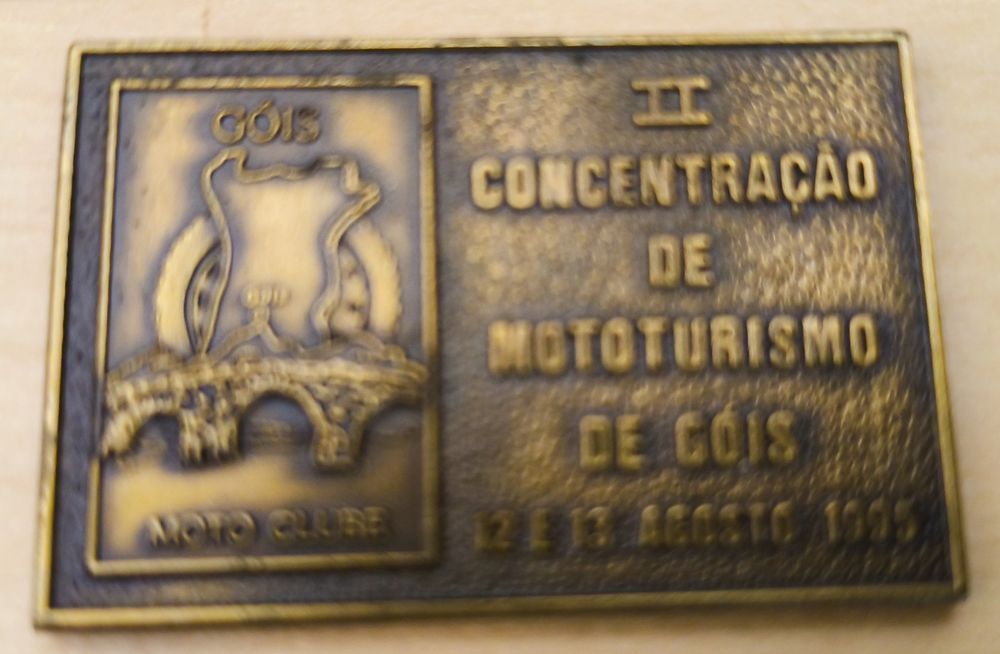 GÓIS
MOTO CLUBE
II
CONCENTRAÇÃO
DE
MOTOTURISMO
DE GÓIS
12 E 13 AGOSTO 1995